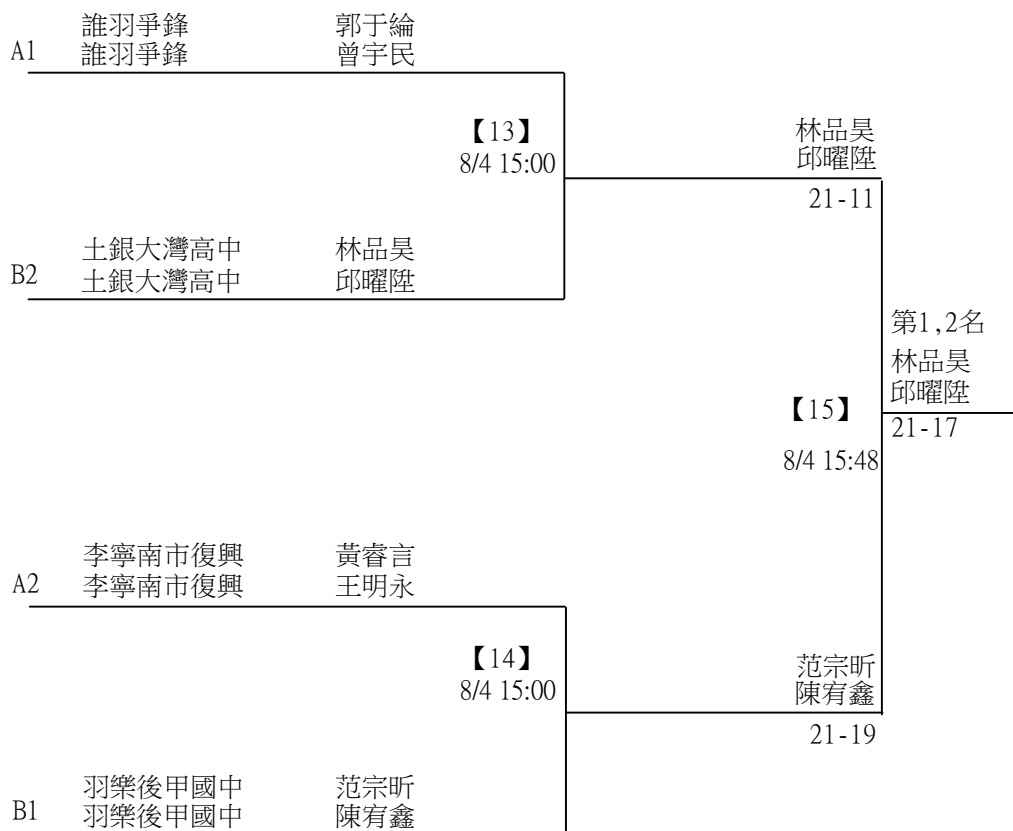 誰羽爭鋒 郭于綸
A1 誰羽爭鋒 曾宇民
【13】
8/4 15:00
林品昊
邱曜陞
21-11
土銀大灣高中 林品昊
B2 土銀大灣高中 邱曜陞
第1,2名
林品昊
邱曜陞
【15】
21-17
8/4 15:48
李寧南市復興 黃睿言
A2 李寧南市復興 王明永
【14】
8/4 15:00
范宗昕
陳宥鑫
21-19
羽樂後甲國中 范宗昕
B1 羽樂後甲國中 陳宥鑫